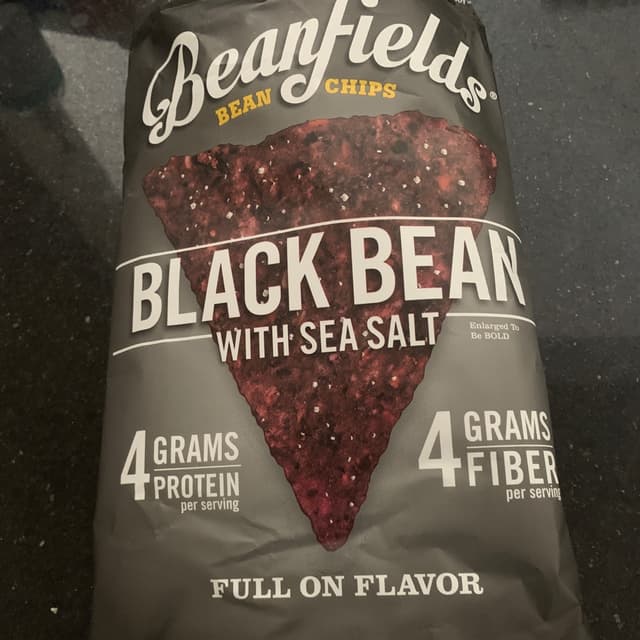 Beanfields®
BEAN CHIPS
BLACK BEAN
WITH SEA SALT
Enlarged To
Be BOLD
4 GRAMS
PROTEIN
per serving
4 GRAMS
FIBER
per serving
FULL ON FLAVOR